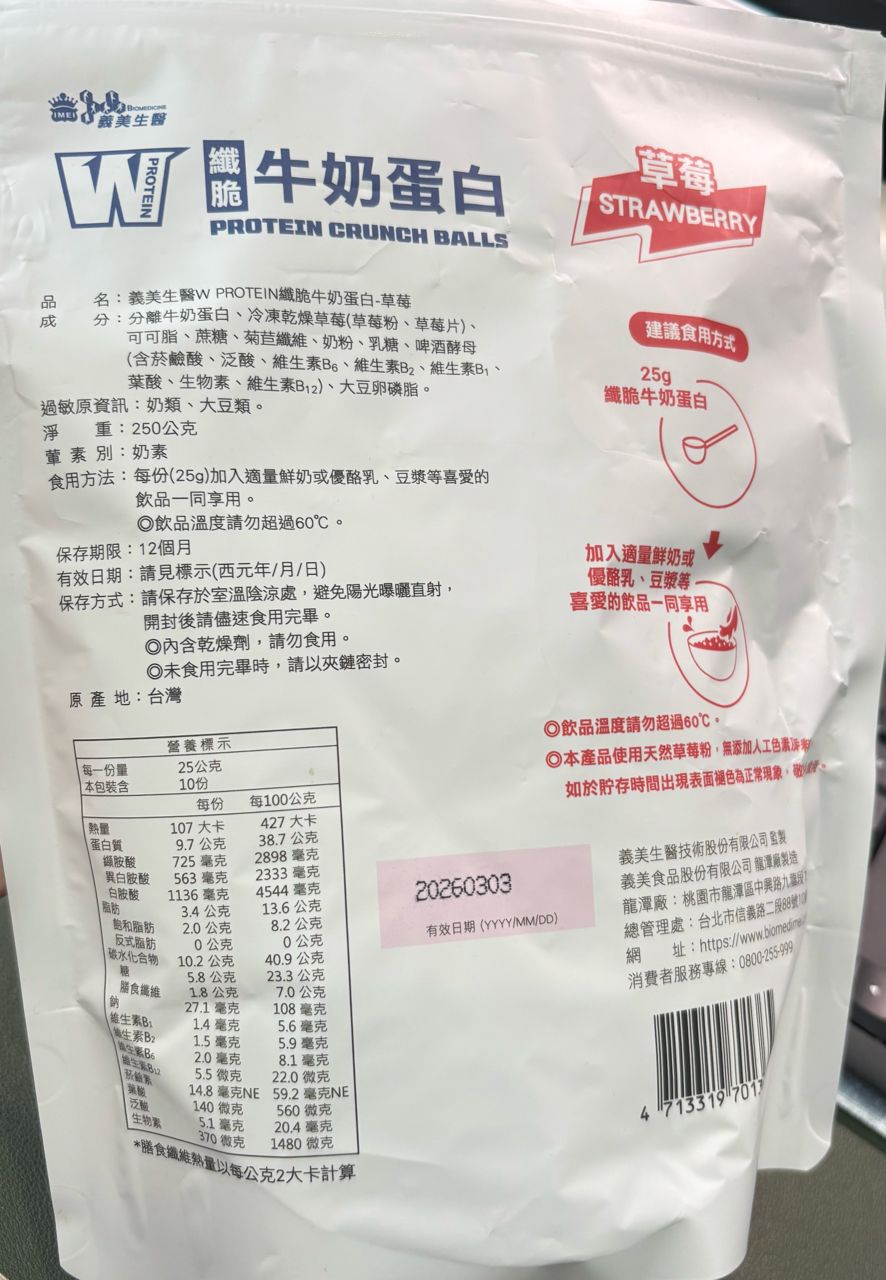 IMEI
BIOMEDICINE
義美生醫
W PROTEIN
纖脆 牛奶蛋白
PROTEIN CRUNCH BALLS
草莓
STRAWBERRY
品 名：義美生醫W PROTEIN纖脆牛奶蛋白-草莓
成 分：分離牛奶蛋白、冷凍乾燥草莓(草莓粉、草莓片)、
可可脂、蔗糖、菊苣纖維、奶粉、乳糖、啤酒酵母
(含菸鹼酸、泛酸、維生素B6、維生素B2、維生素B1、
葉酸、生物素、維生素B12)、大豆卵磷脂。
過敏原資訊：奶類、大豆類。
淨 重：250公克
葷 素 別：奶素
食用方法：每份(25g)加入適量鮮奶或優酪乳、豆漿等喜愛的
飲品一同享用。
◎飲品溫度請勿超過60℃。
保存期限：12個月
有效日期：請見標示(西元年/月/日)
保存方式：請保存於室溫陰涼處，避免陽光曝曬直射，
開封後請儘速食用完畢。
◎內含乾燥劑，請勿食用。
◎未食用完畢時，請以夾鏈密封。
原 產 地：台灣
建議食用方式
25g
纖脆牛奶蛋白
加入適量鮮奶或
優酪乳、豆漿等
喜愛的飲品一同享用
◎飲品溫度請勿超過60℃。
◎本產品使用天然草莓粉，無添加人工色素
如於貯存時間出現表面褪色為正常現象，
營養標示
每一份量 25公克
本包裝含 10份
每份 每100公克
熱量 107 大卡 427 大卡
蛋白質 9.7 公克 38.7 公克
纈胺酸 725 毫克 2898 毫克
異白胺酸 563 毫克 2333 毫克
白胺酸 1136 毫克 4544 毫克
脂肪 3.4 公克 13.6 公克
飽和脂肪 2.0 公克 8.2 公克
反式脂肪 0 公克 0 公克
碳水化合物 10.2 公克 40.9 公克
糖 5.8 公克 23.3 公克
膳食纖維 1.8 公克 7.0 公克
鈉 27.1 毫克 108 毫克
維生素B1 1.4 毫克 5.6 毫克
維生素B2 1.5 毫克 5.9 毫克
維生素B6 2.0 毫克 8.1 毫克
維生素B12 5.5 微克 22.0 微克
菸鹼素 14.8 毫克NE 59.2 毫克NE
葉酸 140 微克 560 微克
泛酸 5.1 毫克 20.4 毫克
生物素 370 微克 1480 微克
*膳食纖維熱量以每公克2大卡計算
20260303
有效日期 (YYYY/MM/DD)
義美生醫技術股份有限公司 監製
義美食品股份有限公司 龍潭廠製造
龍潭廠：桃園市龍潭區中興路九龍段
總管理處：台北市信義路二段88號
網 址：https://www.biomedime
消費者服務專線：0800-255-999
4 713319 7013